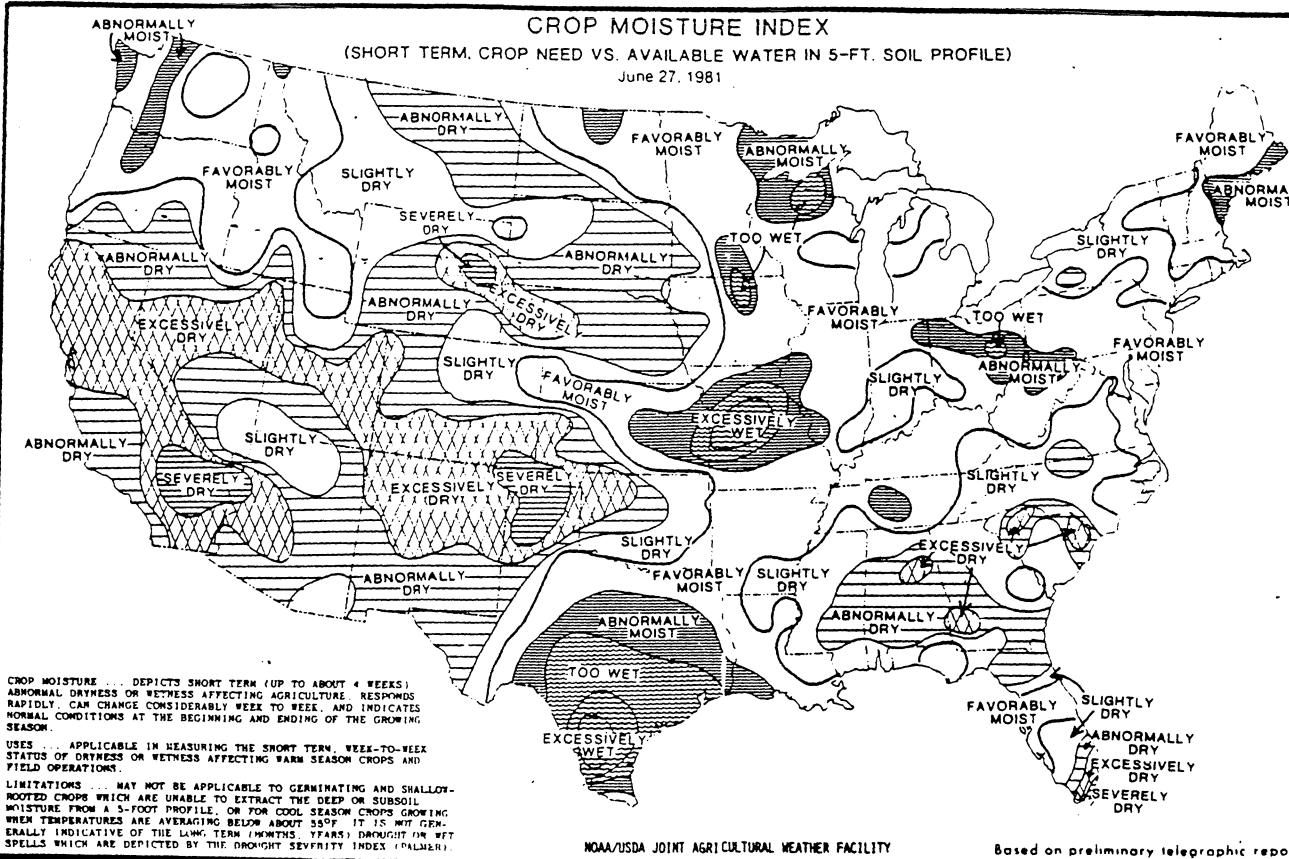 CROP MOISTURE INDEX
(SHORT TERM, CROP NEED VS. AVAILABLE WATER IN 5-FT. SOIL PROFILE)
June 27, 1981
ABNORMALLY
MOIST
ABNORMALLY
DRY
FAVORABLY
MOIST
ABNORMALLY
MOIST
FAVORABLY
MOIST
ABNORMA
MOIST
FAVORABLY
MOIST
SLIGHTLY
DRY
SEVERELY
DRY
TOO WET
SLIGHTLY
DRY
ABNORMALLY
DRY
ABNORMALLY
DRY
EXCESSIVELY
DRY
ABNORMALLY
DRY
EXCESSIVELY
DRY
FAVORABLY
MOIST
TOO WET
ABNORMALLY
MOIST
FAVORABLY
MOIST
SLIGHTLY
DRY
FAVORABLY
MOIST
SLIGHTLY
DRY
EXCESSIVELY
WET
ABNORMALLY
DRY
SLIGHTLY
DRY
SEVERELY
DRY
EXCESSIVELY
DRY
SEVERELY
DRY
SLIGHTLY
DRY
SLIGHTLY
DRY
EXCESSIVELY
DRY
ABNORMALLY
DRY
FAVORABLY
MOIST
SLIGHTLY
DRY
ABNORMALLY
DRY
ABNORMALLY
MOIST
TOO WET
EXCESSIVELY
WET
FAVORABLY
MOIST
SLIGHTLY
DRY
ABNORMALLY
DRY
EXCESSIVELY
DRY
SEVERELY
DRY
CROP MOISTURE ... DEPICTS SHORT TERM (UP TO ABOUT 4 WEEKS)
ABNORMAL DRYNESS OR WETNESS AFFECTING AGRICULTURE. RESPONDS
RAPIDLY, CAN CHANGE CONSIDERABLY WEEK TO WEEK, AND INDICATES
NORMAL CONDITIONS AT THE BEGINNING AND ENDING OF THE GROWING
SEASON.
USES ... APPLICABLE IN MEASURING THE SHORT TERM, WEEK-TO-WEEK
STATUS OF DRYNESS OR WETNESS AFFECTING WARM SEASON CROPS AND
FIELD OPERATIONS.
LIMITATIONS ... MAY NOT BE APPLICABLE TO GERMINATING AND SHALLOW-
ROOTED CROPS WHICH ARE UNABLE TO EXTRACT THE DEEP OR SUBSOIL
MOISTURE FROM A 5-FOOT PROFILE, OR FOR COOL SEASON CROPS GROWING
WHEN TEMPERATURES ARE AVERAGING BELOW ABOUT 55°F. IT IS NOT GEN-
ERALLY INDICATIVE OF THE LONG TERM (MONTHS, YEARS) DROUGHT OR WET
SPELLS WHICH ARE DEPICTED BY THE DROUGHT SEVERITY INDEX (PALMER).
NOAA/USDA JOINT AGRICULTURAL WEATHER FACILITY
Based on preliminary telegraphic repo